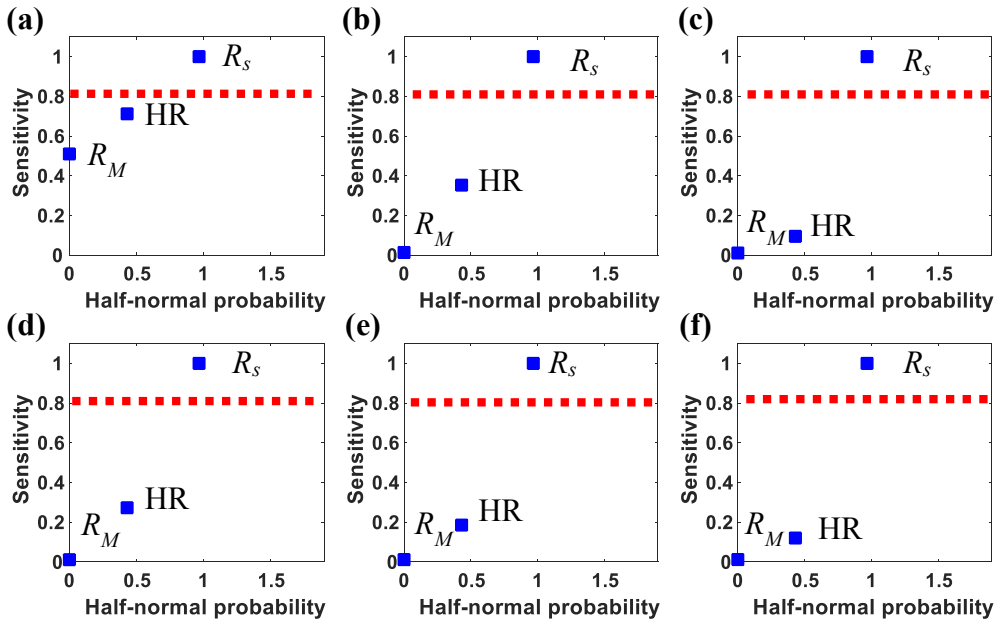 (a)
Sensitivity
1
0.8
0.6
0.4
0.2
0
R_s
HR
R_M
0 0.5 1 1.5
Half-normal probability
(b)
Sensitivity
1
0.8
0.6
0.4
0.2
0
R_s
HR
R_M
0 0.5 1 1.5
Half-normal probability
(c)
Sensitivity
1
0.8
0.6
0.4
0.2
0
R_s
R_M HR
0 0.5 1 1.5
Half-normal probability
(d)
Sensitivity
1
0.8
0.6
0.4
0.2
0
R_s
HR
R_M
0 0.5 1 1.5
Half-normal probability
(e)
Sensitivity
1
0.8
0.6
0.4
0.2
0
R_s
HR
R_M
0 0.5 1 1.5
Half-normal probability
(f)
Sensitivity
1
0.8
0.6
0.4
0.2
0
R_s
R_M HR
0 0.5 1 1.5
Half-normal probability